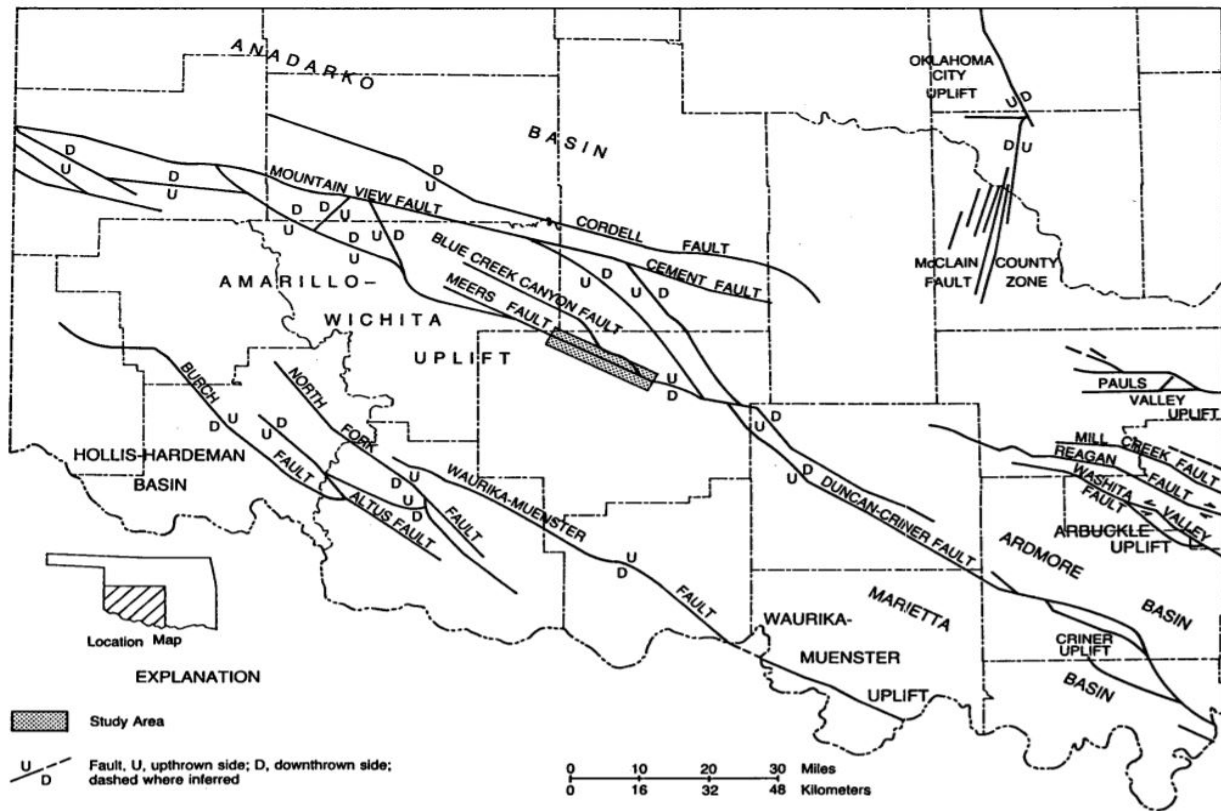 ANADARKO
BASIN
OKLAHOMA
CITY
UPLIFT
U D
D U
D
U
D
U
D
U
MOUNTAIN VIEW FAULT
CORDELL FAULT
D D U
U
U D
D
U
BLUE CREEK CANYON FAULT
CEMENT FAULT
D D
U U
McCLAIN COUNTY
FAULT ZONE
AMARILLO–
WICHITA
UPLIFT
MEERS FAULT
U
D
PAULS
VALLEY
UPLIFT
BURCH FAULT
NORTH FORK FAULT
U
D
U
D
U
D
MILL CREEK FAULT
REAGAN FAULT
WASHITA VALLEY
FAULT
HOLLIS-HARDEMAN
BASIN
ALTUS FAULT
D
U
U
D
WAURIKA-MUENSTER FAULT
U
D
D
U
DUNCAN-CRINER FAULT
ARBUCKLE
UPLIFT
ARDMORE
BASIN
MARIETTA
BASIN
WAURIKA-
MUENSTER
UPLIFT
CRINER
UPLIFT
Location Map
EXPLANATION
Study Area
U
D
Fault, U, upthrown side; D, downthrown side;
dashed where inferred
0 10 20 30 Miles
0 16 32 48 Kilometers